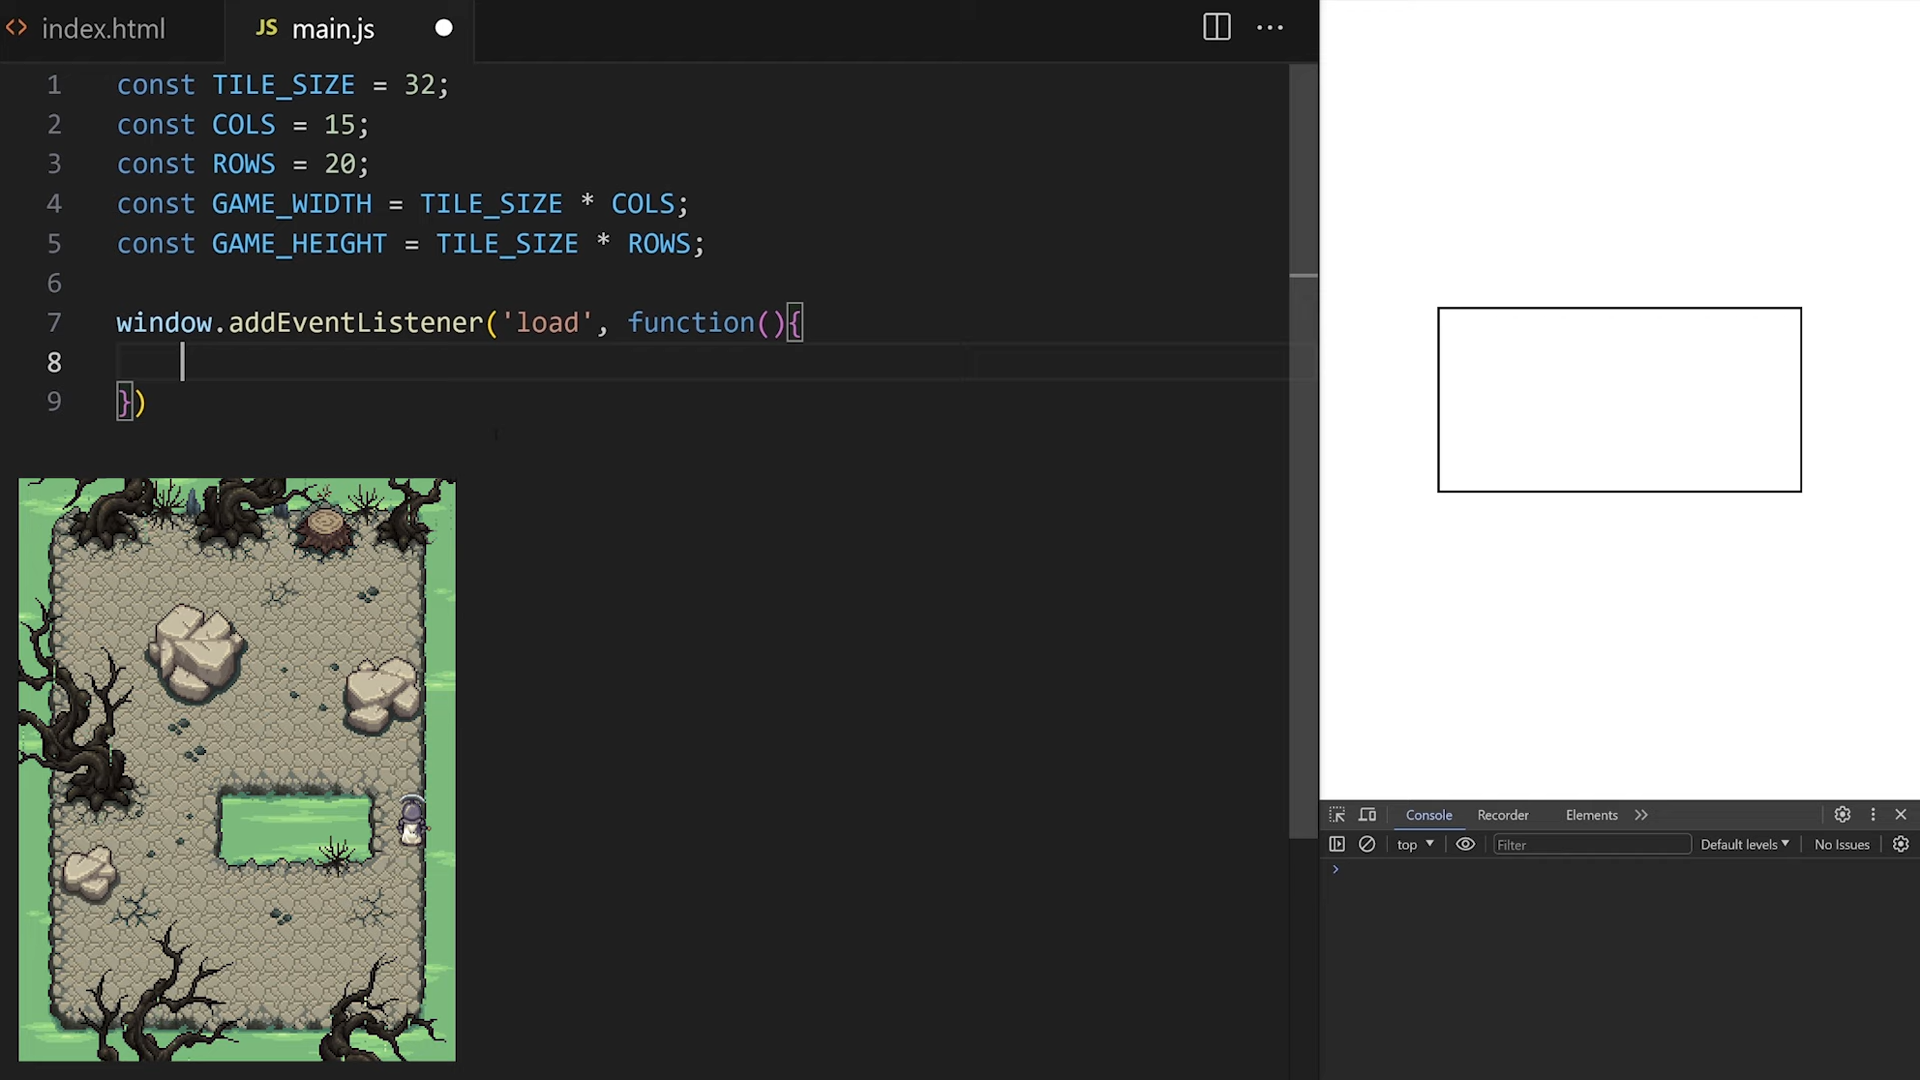 <> index.html
JS main.js
1 const TILE_SIZE = 32;
2 const COLS = 15;
3 const ROWS = 20;
4 const GAME_WIDTH = TILE_SIZE * COLS;
5 const GAME_HEIGHT = TILE_SIZE * ROWS;
6
7 window.addEventListener('load', function(){
8
9 })
Console Recorder Elements
top Filter Default levels No Issues